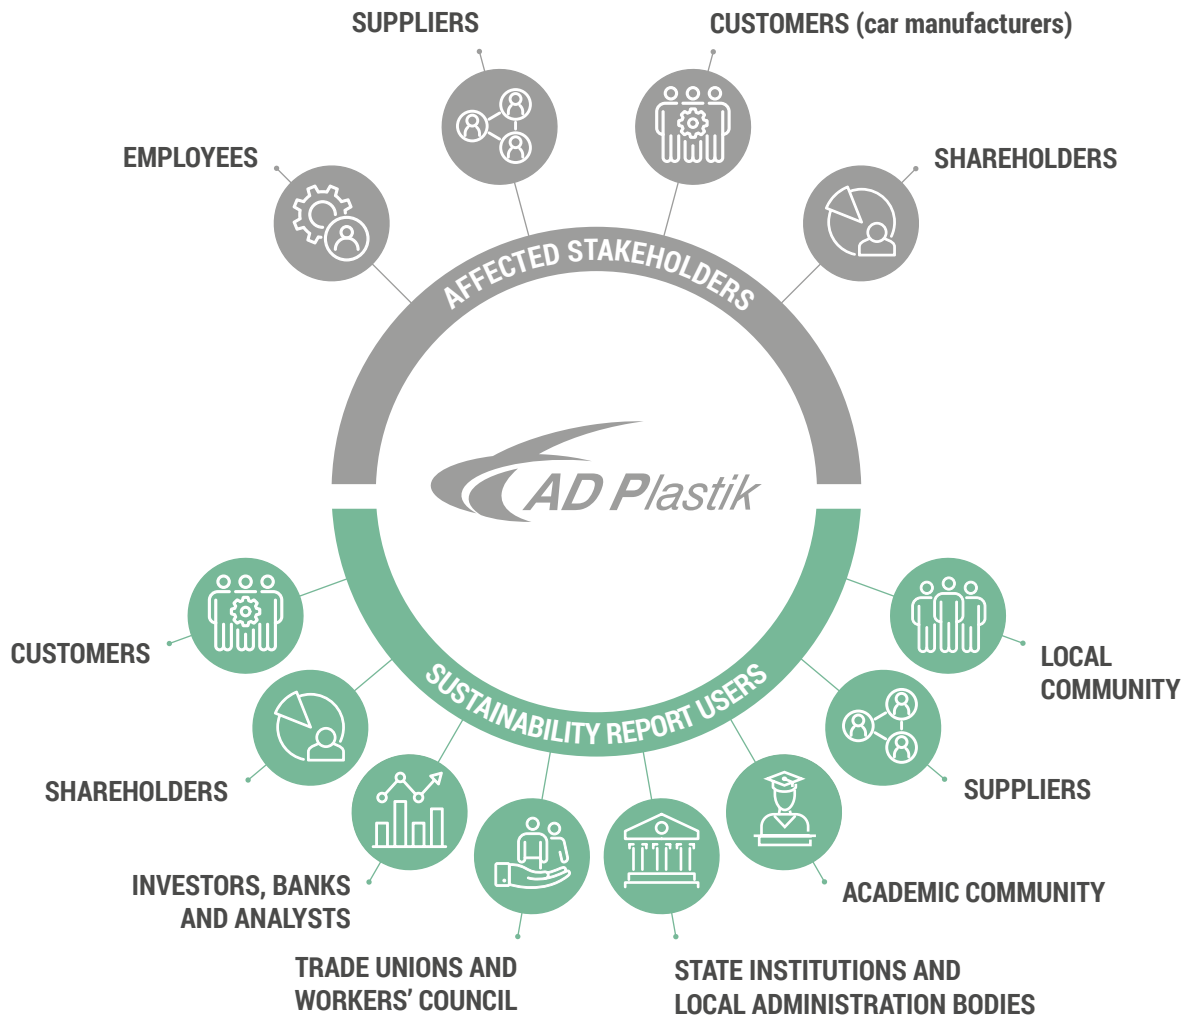 SUPPLIERS
CUSTOMERS (car manufacturers)
EMPLOYEES
SHAREHOLDERS
AFFECTED STAKEHOLDERS
AD Plastik
CUSTOMERS
LOCAL
COMMUNITY
SUSTAINABILITY REPORT USERS
SHAREHOLDERS
SUPPLIERS
INVESTORS, BANKS
AND ANALYSTS
ACADEMIC COMMUNITY
TRADE UNIONS AND
WORKERS’ COUNCIL
STATE INSTITUTIONS AND
LOCAL ADMINISTRATION BODIES